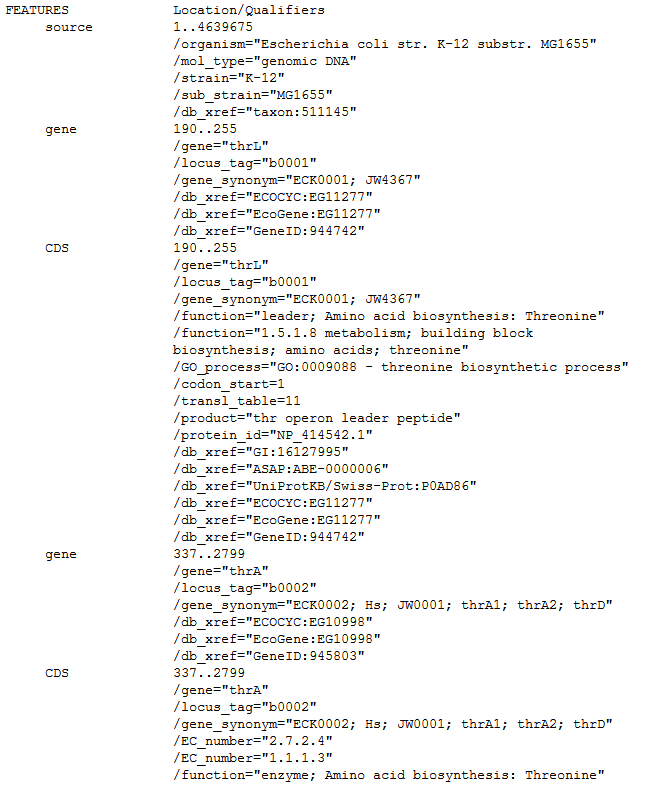 FEATURES Location/Qualifiers
source 1..4639675
/organism="Escherichia coli str. K-12 substr. MG1655"
/mol_type="genomic DNA"
/strain="K-12"
/sub_strain="MG1655"
/db_xref="taxon:511145"
gene 190..255
/gene="thrL"
/locus_tag="b0001"
/gene_synonym="ECK0001; JW4367"
/db_xref="ECOCYC:EG11277"
/db_xref="EcoGene:EG11277"
/db_xref="GeneID:944742"
CDS 190..255
/gene="thrL"
/locus_tag="b0001"
/gene_synonym="ECK0001; JW4367"
/function="leader; Amino acid biosynthesis: Threonine"
/function="1.5.1.8 metabolism; building block
biosynthesis; amino acids; threonine"
/GO_process="GO:0009088 - threonine biosynthetic process"
/codon_start=1
/transl_table=11
/product="thr operon leader peptide"
/protein_id="NP_414542.1"
/db_xref="GI:16127995"
/db_xref="ASAP:ABE-0000006"
/db_xref="UniProtKB/Swiss-Prot:P0AD86"
/db_xref="ECOCYC:EG11277"
/db_xref="EcoGene:EG11277"
/db_xref="GeneID:944742"
gene 337..2799
/gene="thrA"
/locus_tag="b0002"
/gene_synonym="ECK0002; Hs; JW0001; thrA1; thrA2; thrD"
/db_xref="ECOCYC:EG10998"
/db_xref="EcoGene:EG10998"
/db_xref="GeneID:945803"
CDS 337..2799
/gene="thrA"
/locus_tag="b0002"
/gene_synonym="ECK0002; Hs; JW0001; thrA1; thrA2; thrD"
/EC_number="2.7.2.4"
/EC_number="1.1.1.3"
/function="enzyme; Amino acid biosynthesis: Threonine"